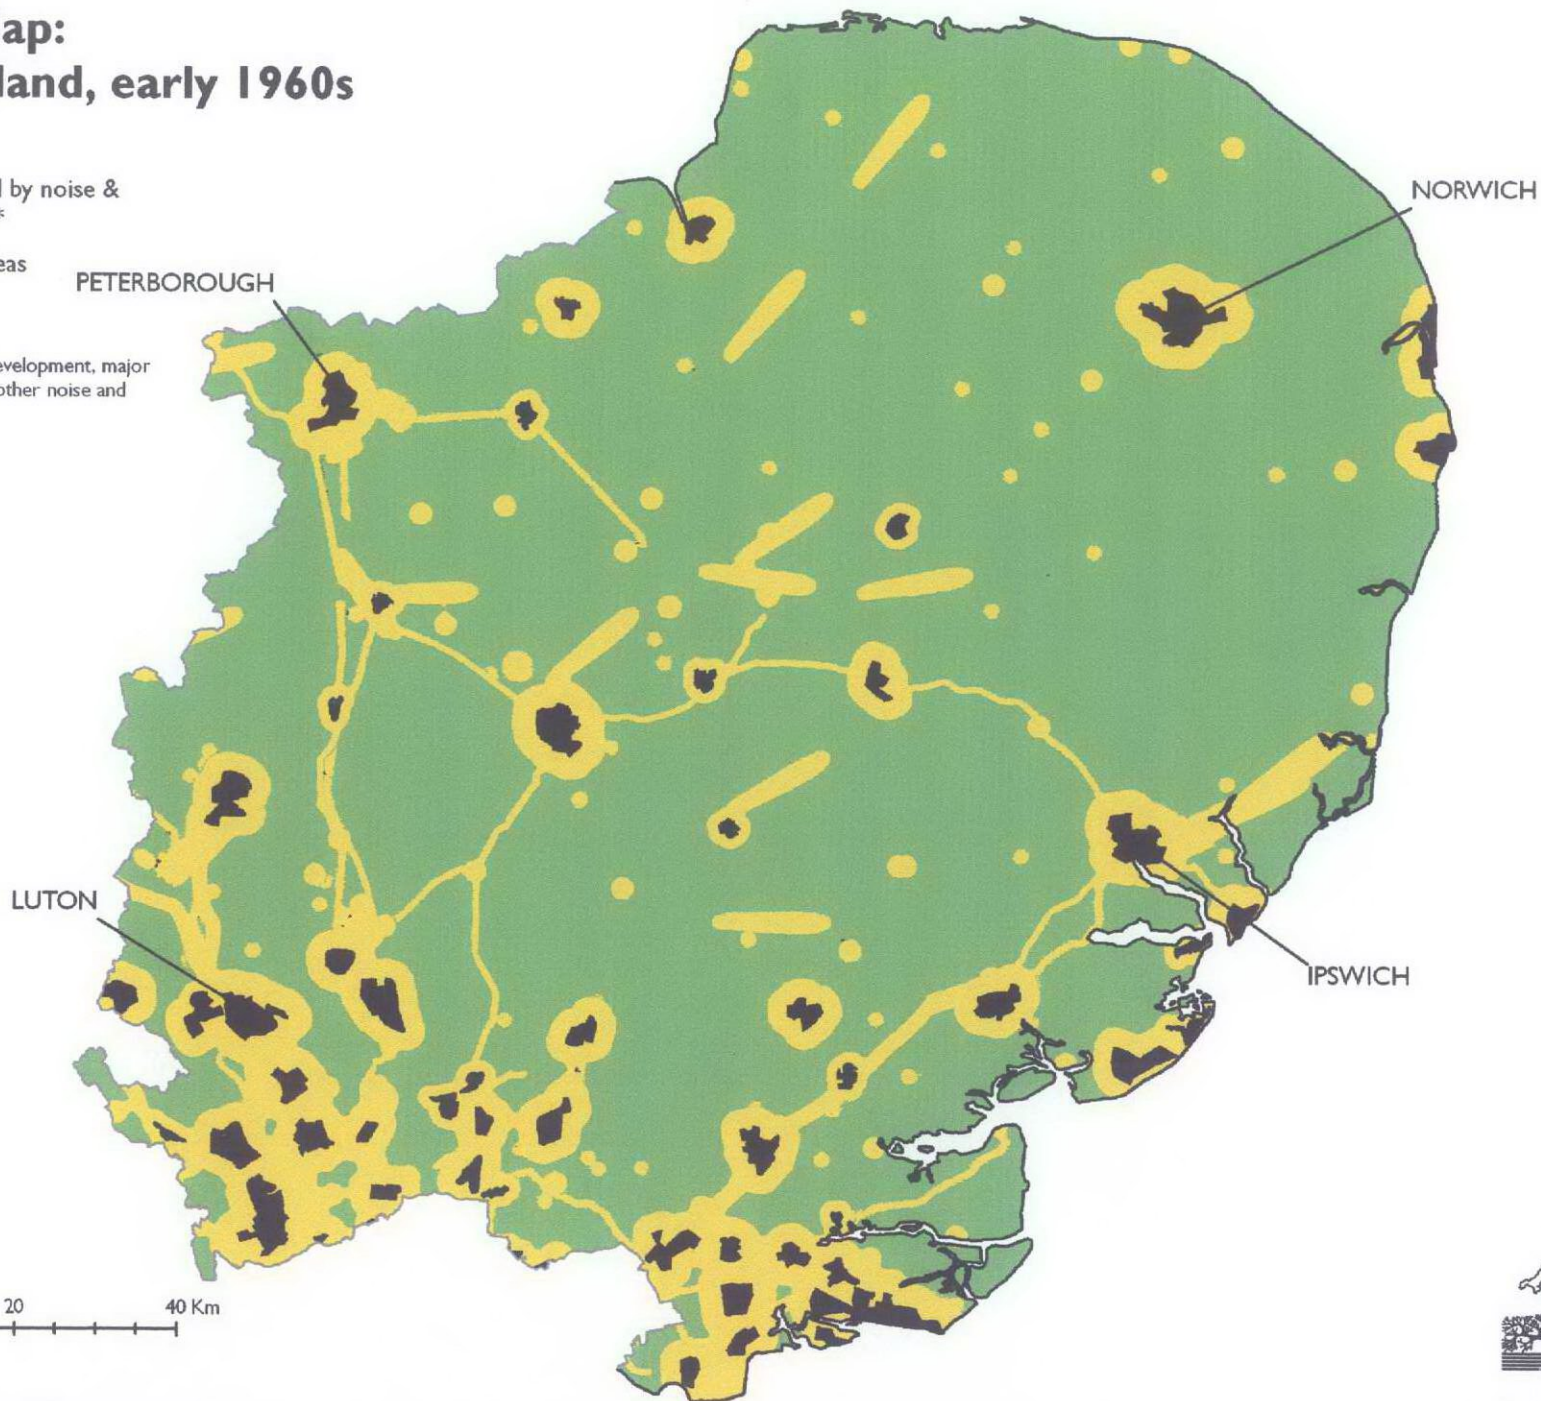 ap:
land, early 1960s
by noise &
eas
evelopment, major
other noise and
NORWICH
PETERBOROUGH
LUTON
IPSWICH
20
40 Km